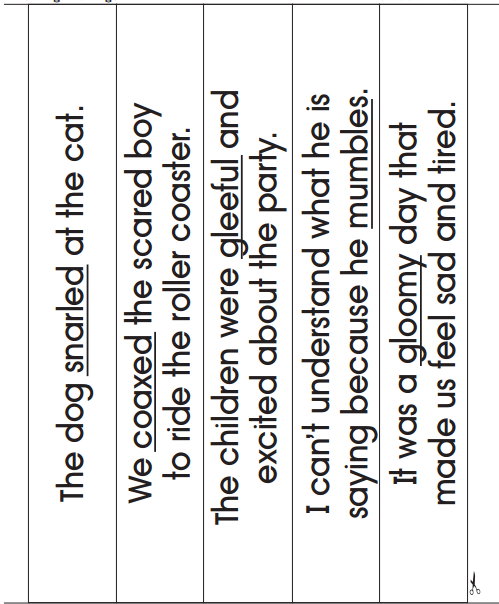 The dog snarled at the cat.
We coaxed the scared boy
to ride the roller coaster.
The children were gleeful and
excited about the party.
I can't understand what he is
saying because he mumbles.
It was a gloomy day that
made us feel sad and tired.